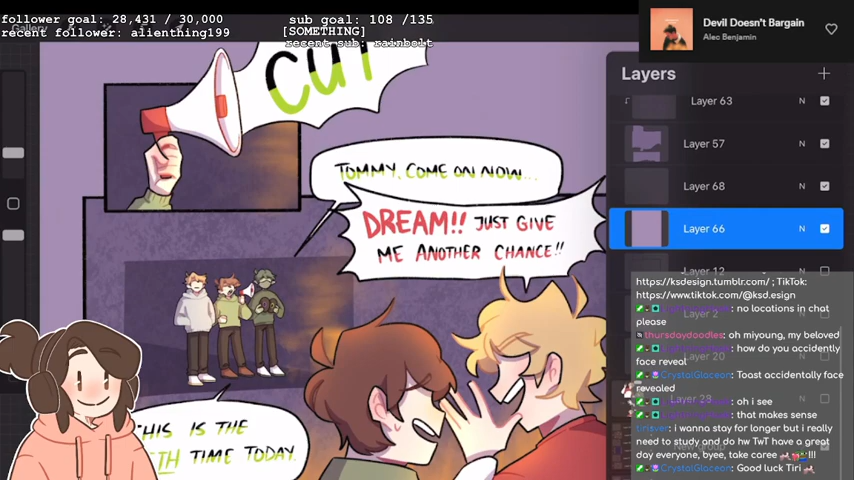 follower goal: 28,431 / 30,000
recent follower: aiienthing199
sub goal: 108 /135
[SOMETHING]
recent sub: rainbolt
Devil Doesn't Bargain
Alec Benjamin
Layers
Layer 63
N
Layer 57
N
Layer 68
N
Layer 66
N
Layer 12
Layer 2
Layer 20
Layer 28
CUT
TOMMY, COME ON NOW...
DREAM!! JUST GIVE
ME ANOTHER CHANCE!!
THIS IS THE
TH TIME TODAY.
https://ksdesign.tumblr.com/ ; TikTok:
https://www.tiktok.com/@ksd.esign
: no locations in chat
please
thursdaydoodles: oh miyoung, my beloved
: how do you accidently
face reveal
CrystalGlaceon: Toast accidentally face
revealed
: oh i see
: that makes sense
tiriever: i wanna stay for longer but i really
need to study and do hw TwT have a great
day everyone, byee, take caree !!!
CrystalGlaceon: Good luck Tiri